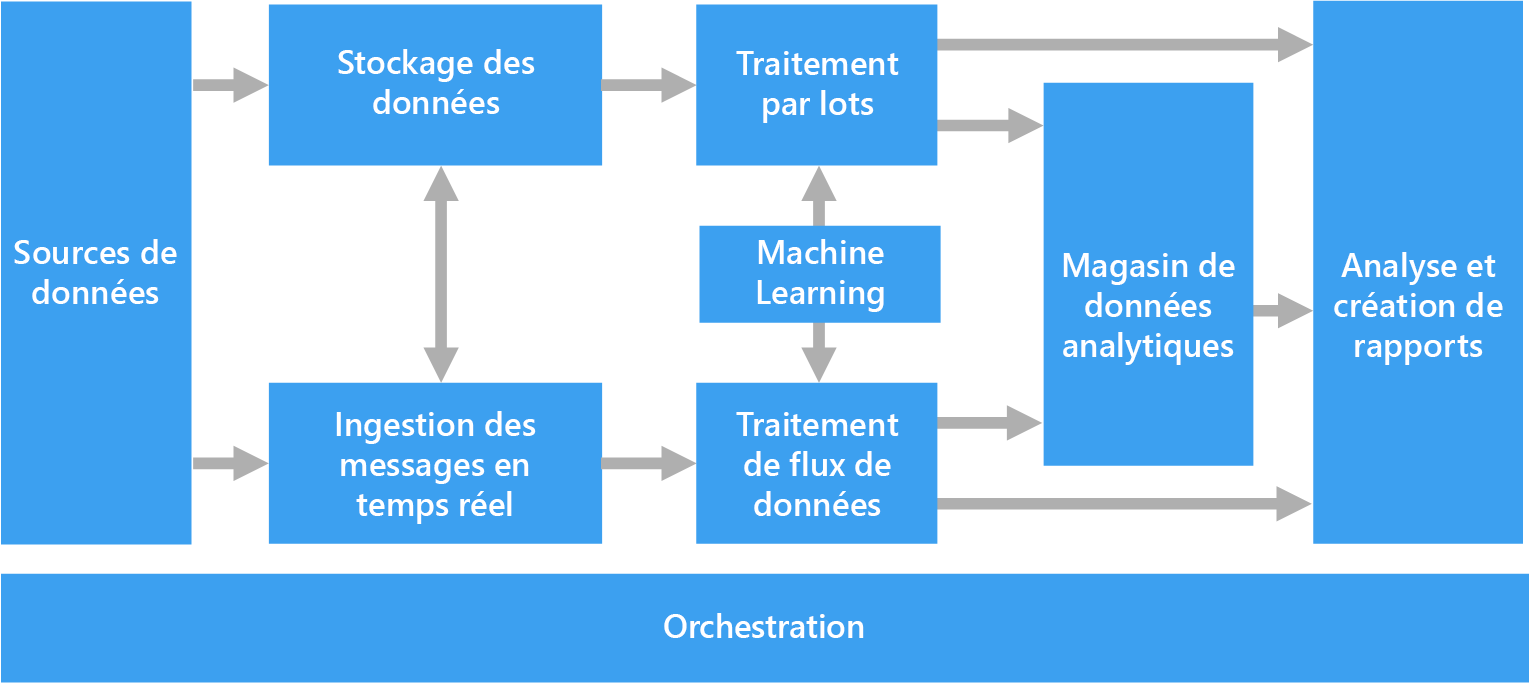 Sources de
données
Stockage des
données
Ingestion des
messages en
temps réel
Traitement
par lots
Machine
Learning
Traitement
de flux de
données
Magasin de
données
analytiques
Analyse et
création de
rapports
Orchestration